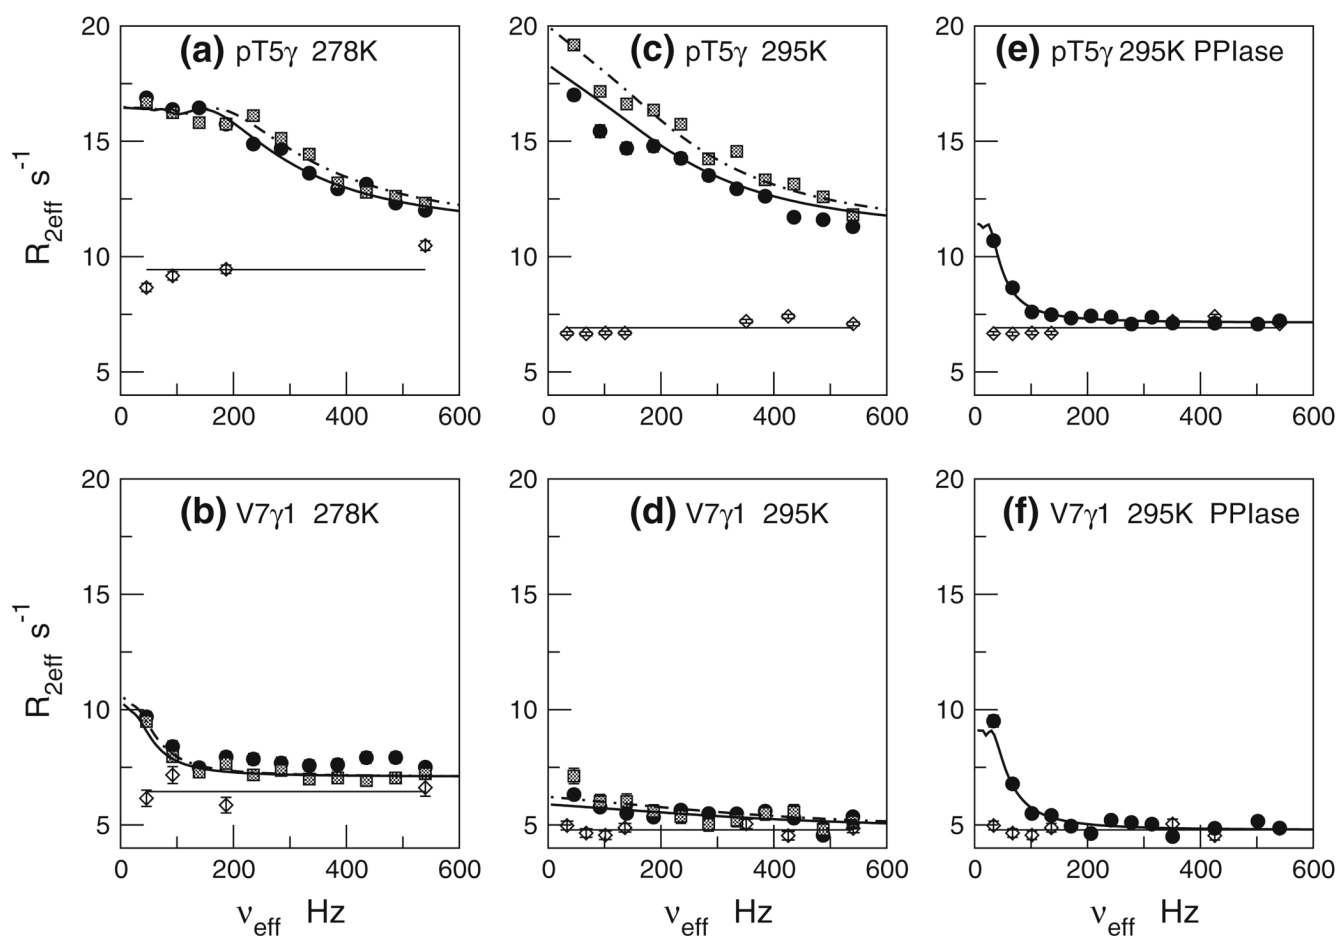 (a) pT5γ 278K
(c) pT5γ 295K
(e) pT5γ 295K PPIase
20
15
10
5
R2eff s-1
0 200 400 600
20
15
10
5
0 200 400 600
20
15
10
5
0 200 400 600
(b) V7γ1 278K
(d) V7γ1 295K
(f) V7γ1 295K PPIase
20
15
10
5
R2eff s-1
0 200 400 600
νeff Hz
20
15
10
5
0 200 400 600
νeff Hz
20
15
10
5
0 200 400 600
νeff Hz